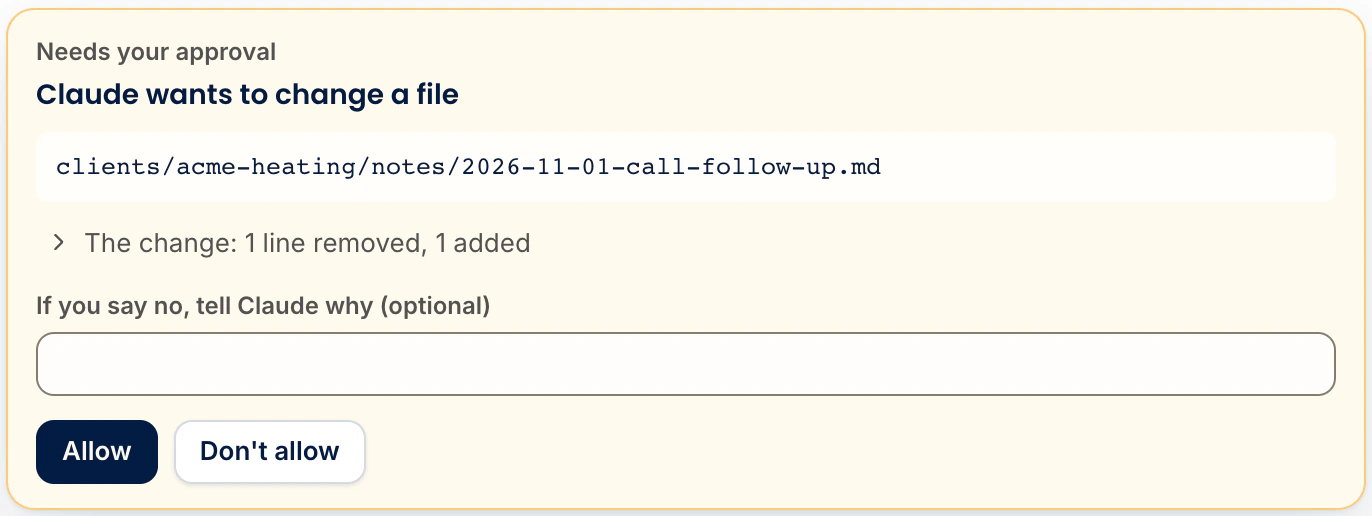 Needs your approval
Claude wants to change a file
clients/acme-heating/notes/2026-11-01-call-follow-up.md
The change: 1 line removed, 1 added
If you say no, tell Claude why (optional)
Allow
Don't allow